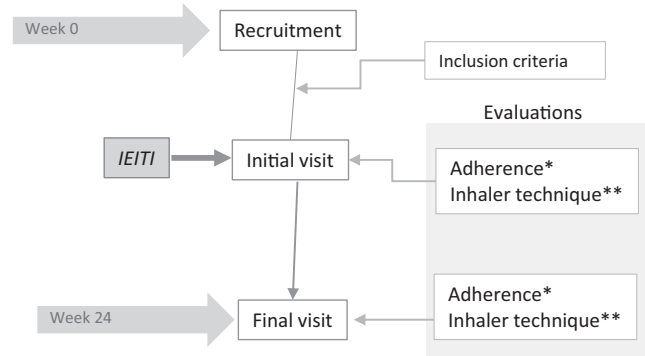 Week 0
Recruitment
Inclusion criteria
Evaluations
IEITI
Initial visit
Adherence*
Inhaler technique**
Adherence*
Inhaler technique**
Week 24
Final visit